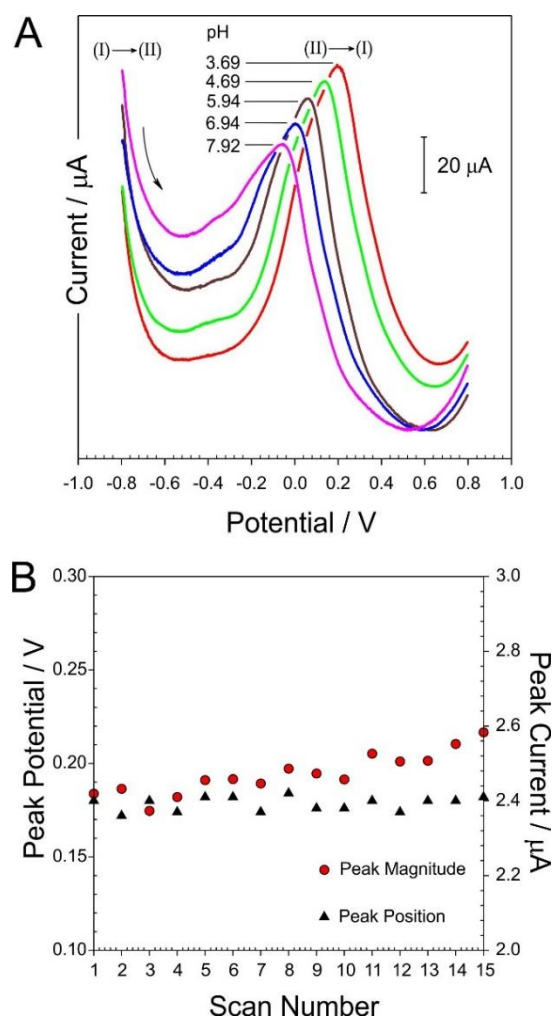 A
(I)→(II)
pH
(II)→(I)
3.69
4.69
5.94
6.94
7.92
20 µA
Current / µA
-1.0 -0.8 -0.6 -0.4 -0.2 0.0 0.2 0.4 0.6 0.8 1.0
Potential / V
B
0.30
0.25
0.20
0.15
0.10
Peak Potential / V
3.0
2.8
2.6
2.4
2.2
2.0
Peak Current / µA
Peak Magnitude
Peak Position
1 2 3 4 5 6 7 8 9 10 11 12 13 14 15
Scan Number